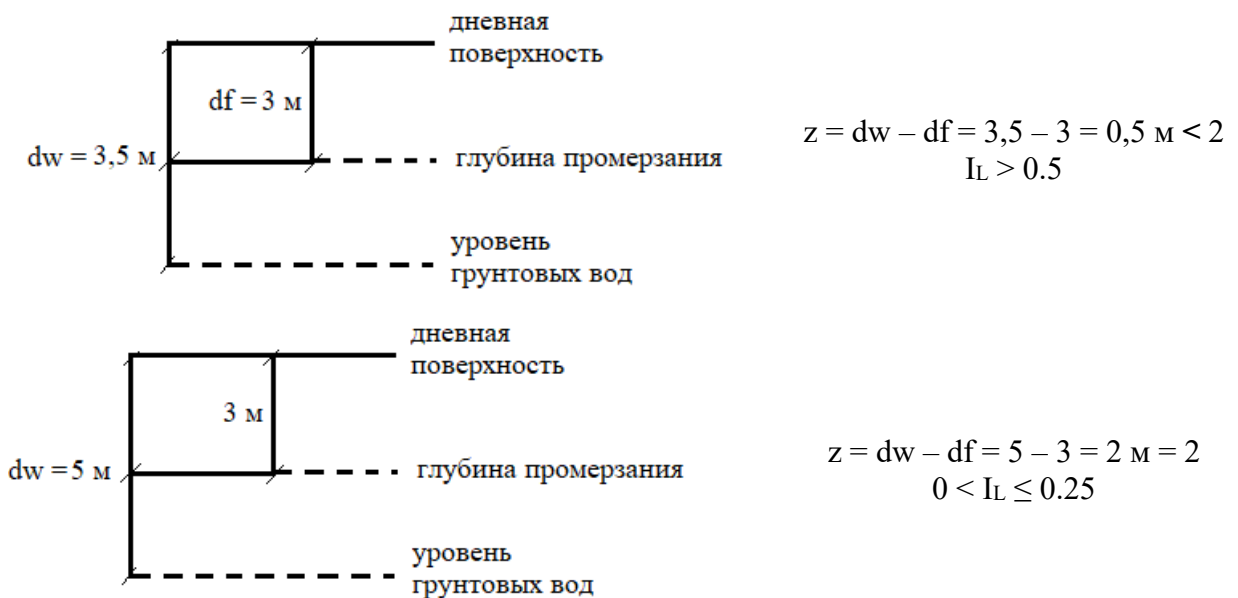 дневная
поверхность
df = 3 м
z = dw – df = 3,5 – 3 = 0,5 м < 2
dw = 3,5 м
глубина промерзания
I_L > 0.5
уровень
грунтовых вод
дневная
поверхность
3 м
z = dw – df = 5 – 3 = 2 м = 2
dw = 5 м
глубина промерзания
0 < I_L ≤ 0.25
уровень
грунтовых вод